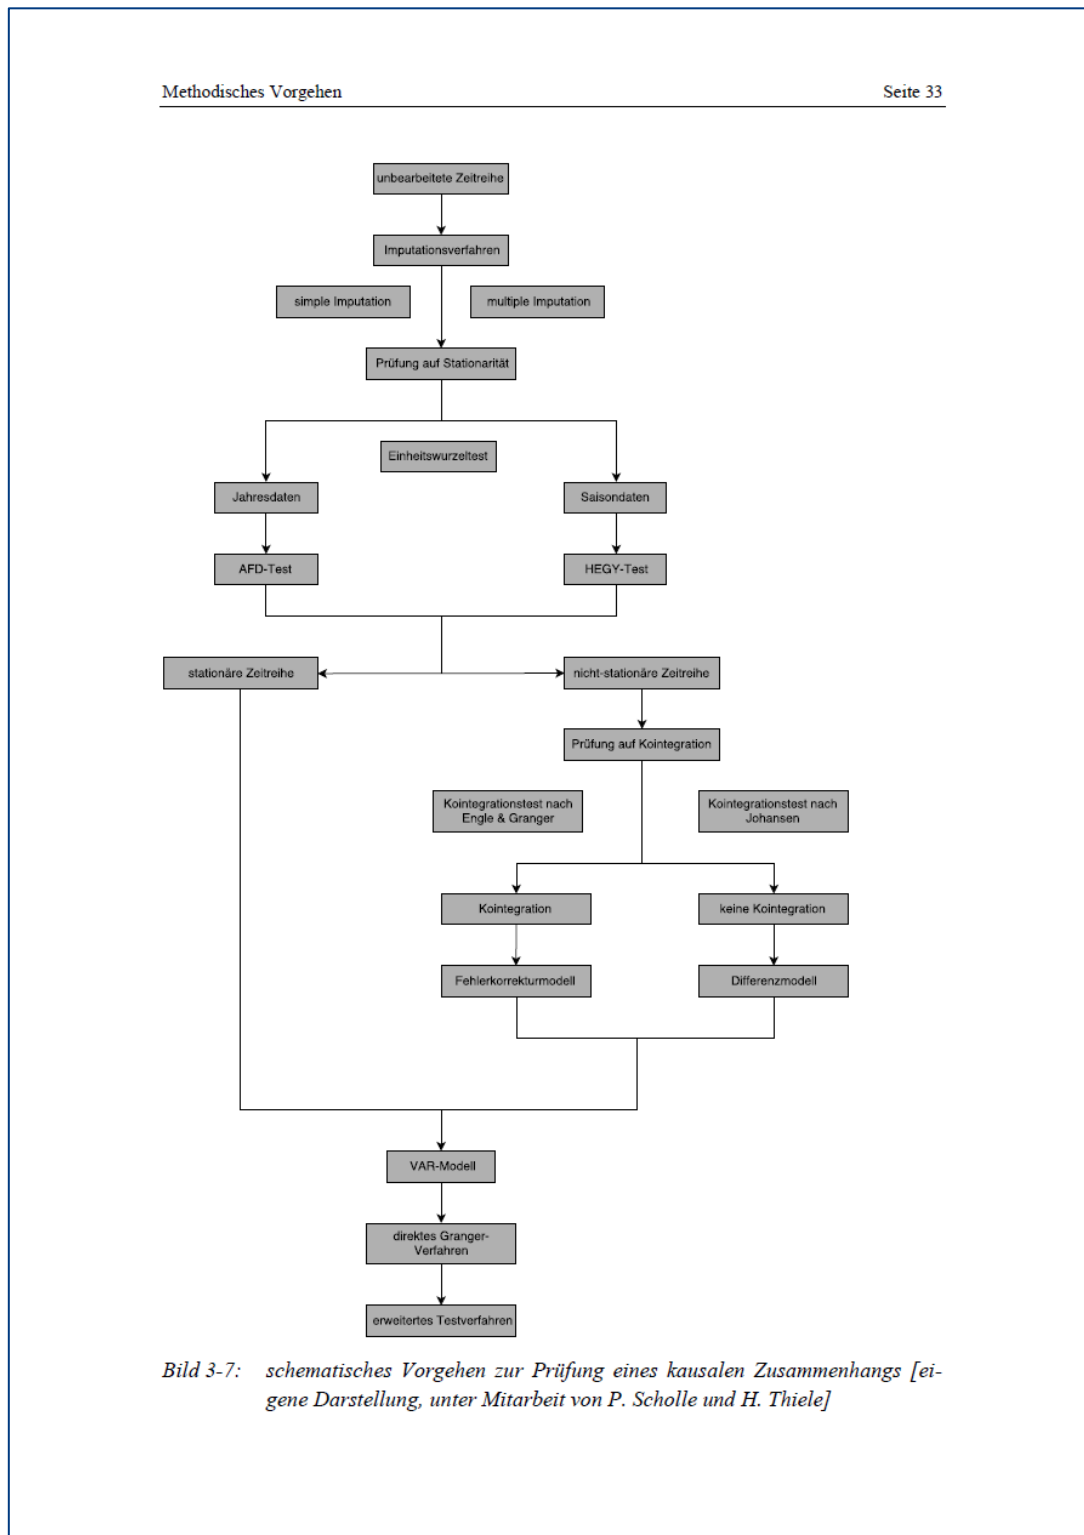 Methodisches Vorgehen Seite 33
unbearbeitete Zeitreihe
Imputationsverfahren
simple Imputation
multiple Imputation
Prüfung auf Stationarität
Einheitswurzeltest
Jahresdaten
Saisondaten
AFD-Test
HEGY-Test
stationäre Zeitreihe
nicht-stationäre Zeitreihe
Prüfung auf Kointegration
Kointegrationstest nach
Engle & Granger
Kointegrationstest nach
Johansen
Kointegration
keine Kointegration
Fehlerkorrekturmodell
Differenzmodell
VAR-Modell
direktes Granger-
Verfahren
erweitertes Testverfahren
Bild 3-7: schematisches Vorgehen zur Prüfung eines kausalen Zusammenhangs [ei-
gene Darstellung, unter Mitarbeit von P. Scholle und H. Thiele]